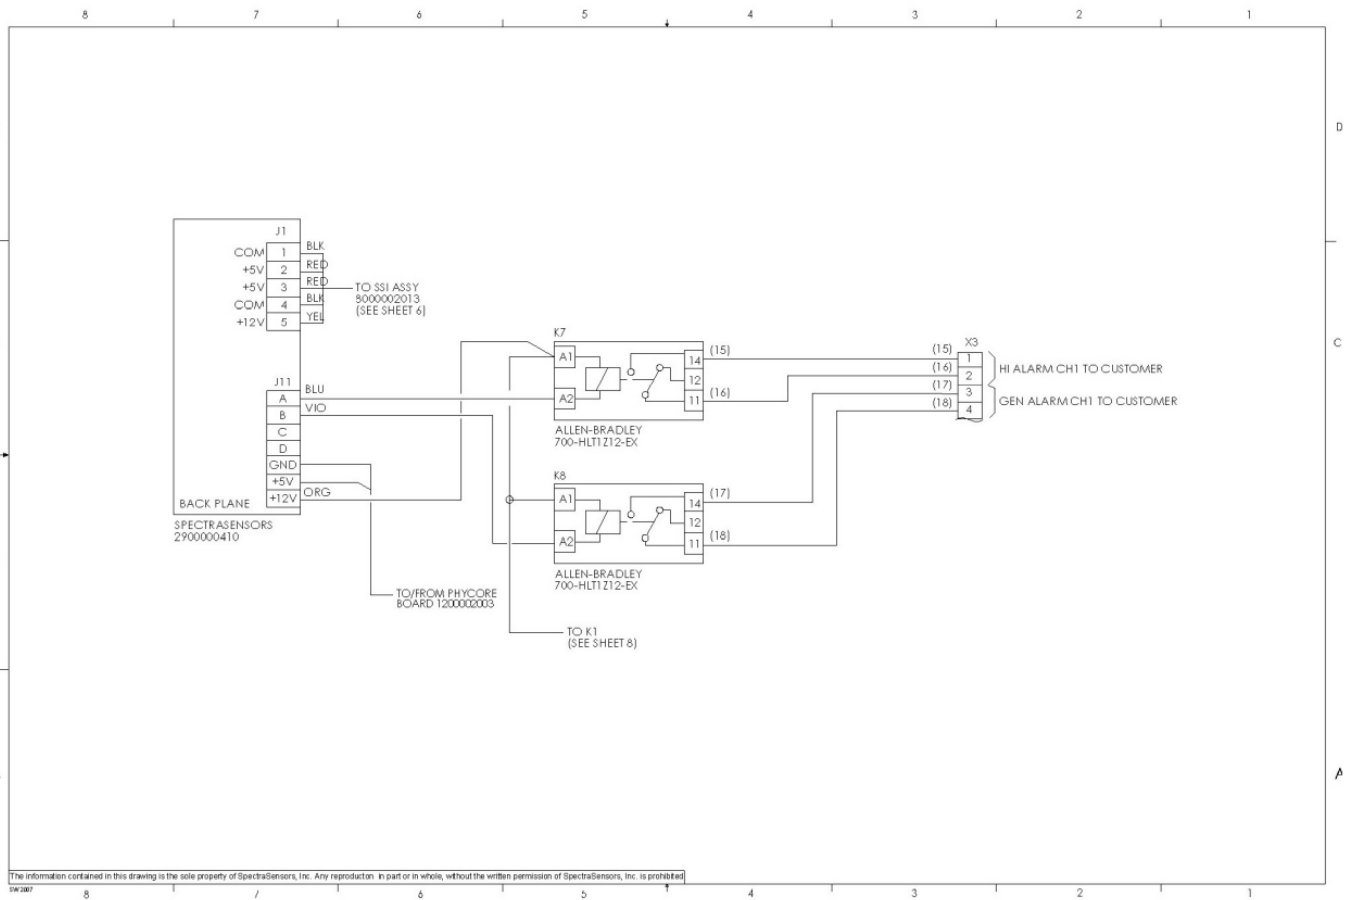 8 7 6 5 4 3 2 1
D
J1
COM 1 BLK
+5V 2 RED
+5V 3 RED
COM 4 BLK
+12V 5 YEL
TO SSI ASSY
8000002013
(SEE SHEET 6)
J11
A BLU
B VIO
C
D
GND
+5V
+12V ORG
BACK PLANE
SPECTRASENSORS
2900000410
TO/FROM PHYCORE
BOARD 1200002003
K7
A1
A2
14 (15)
12
11 (16)
ALLEN-BRADLEY
700-HLT1Z12-EX
K8
A1
A2
14 (17)
12
11 (18)
ALLEN-BRADLEY
700-HLT1Z12-EX
TO K1
(SEE SHEET 8)
X3
(15) 1
(16) 2
(17) 3
(18) 4
HI ALARM CH1 TO CUSTOMER
GEN ALARM CH1 TO CUSTOMER
C
A
The information contained in this drawing is the sole property of SpectraSensors, Inc. Any reproducton in part or in whole, without the written permission of SpectraSensors, Inc. is prohibited
SW2007
8 7 6 5 4 3 2 1